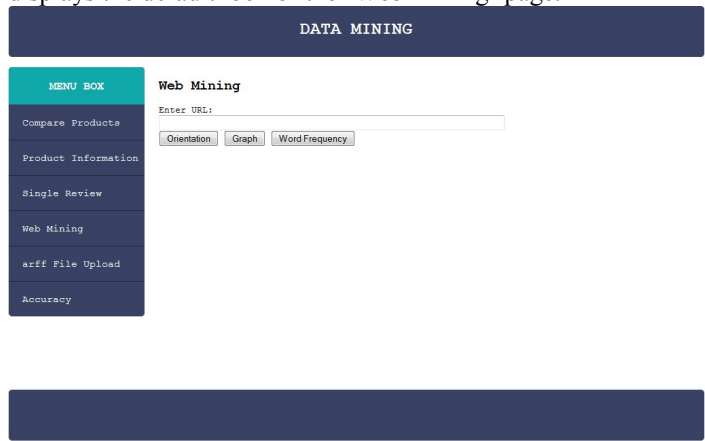 DATA MINING
MENU BOX
Compare Products
Product Information
Single Review
Web Mining
arff File Upload
Accuracy
Web Mining
Enter URL:
Orientation Graph Word Frequency